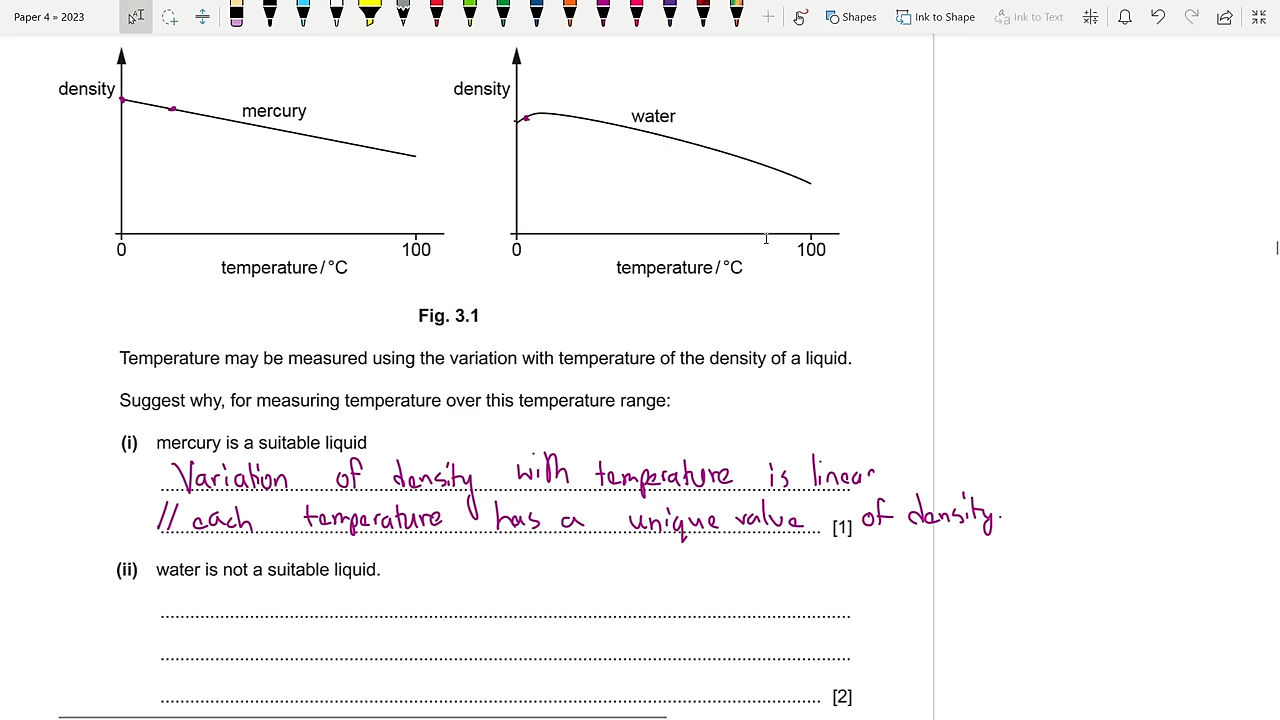 Paper 4 » 2023
Shapes
Ink to Shape
Ink to Text
density
mercury
0
100
temperature / °C
density
water
0
100
temperature / °C
Fig. 3.1
Temperature may be measured using the variation with temperature of the density of a liquid.
Suggest why, for measuring temperature over this temperature range:
(i) mercury is a suitable liquid
Variation of density with temperature is linear
// each temperature has a unique value [1] of density.
(ii) water is not a suitable liquid.
[2]